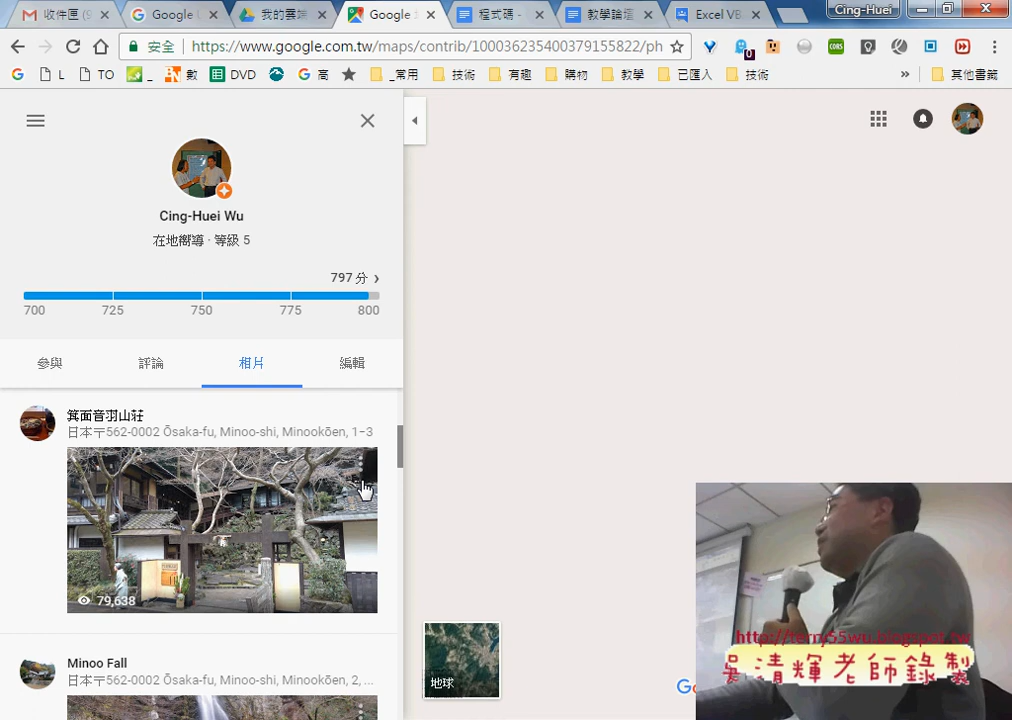 收件匣 (9
Google L
我的雲端
Google 地
程式碼 -
教學論壇
Excel VB
Cing-Huei
安全
https://www.google.com.tw/maps/contrib/100036235400379155822/ph
0
CORS
L
TO
_
數
DVD
高
_常用
技術
有趣
購物
教學
已匯入
技術
»
其他書籤
Cing-Huei Wu
在地嚮導 · 等級 5
797 分 ›
700
725
750
775
800
參與
評論
相片
編輯
箕面音羽山莊
日本〒562-0002 Ōsaka-fu, Minoo-shi, Minookōen, 1−3
79,638
Minoo Fall
日本〒562-0002 Ōsaka-fu, Minoo-shi, Minookōen, 2, ...
地球
Go
http://terry55wu.blogspot.tw
吳清輝老師錄製